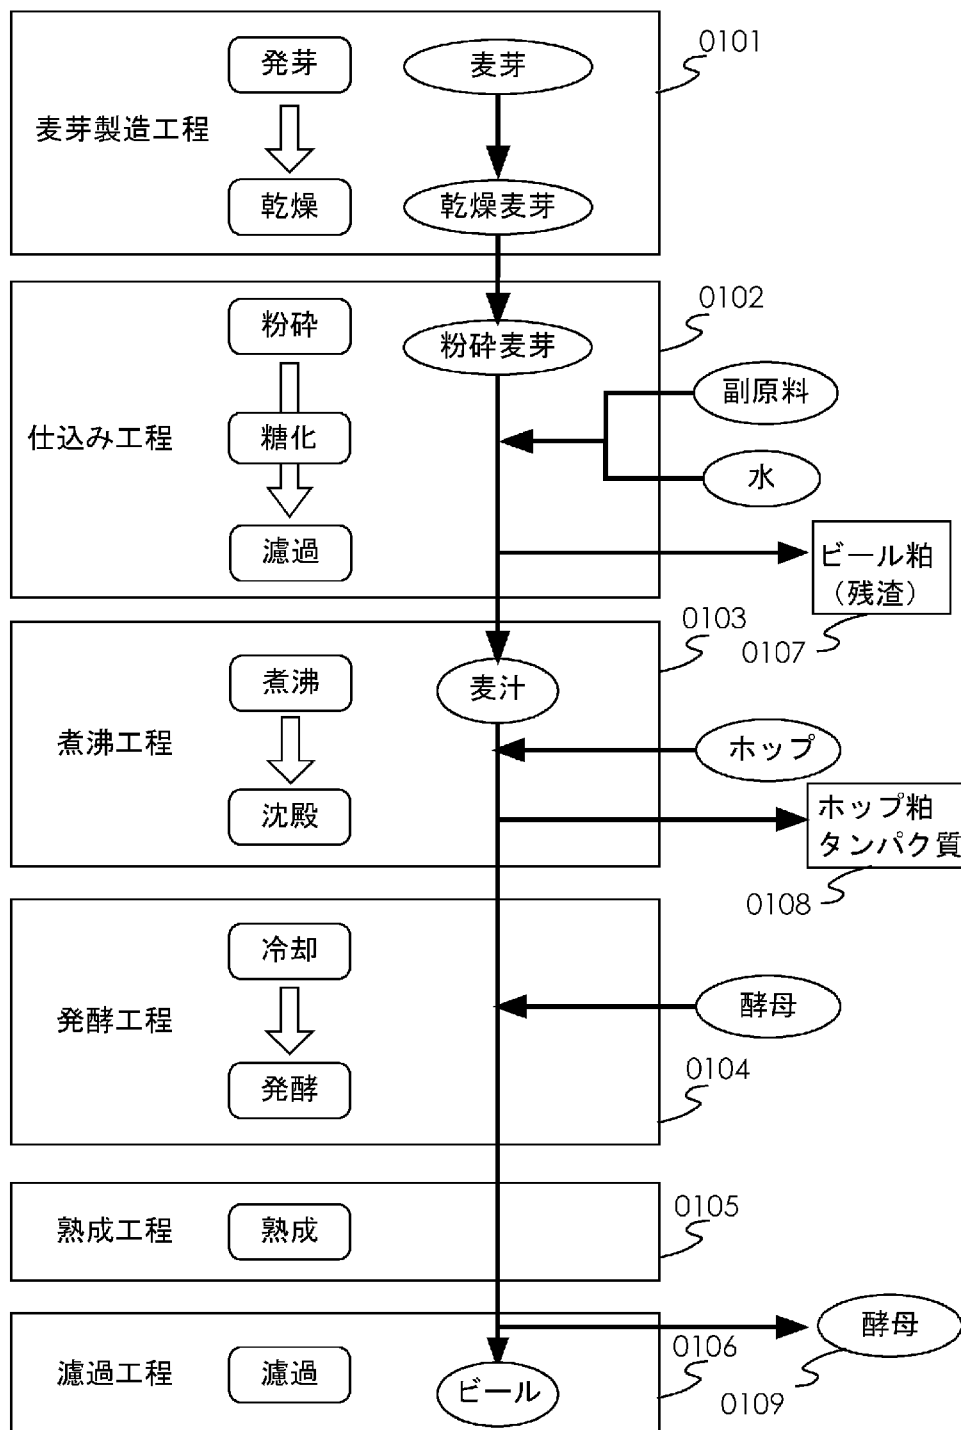 0101
発芽
麦芽
麦芽製造工程
乾燥
乾燥麦芽
0102
粉砕
粉砕麦芽
副原料
仕込み工程
糖化
水
濾過
ビール粕
（残渣）
0107
0103
煮沸
麦汁
煮沸工程
ホップ
沈殿
ホップ粕
タンパク質
0108
冷却
発酵工程
酵母
0104
発酵
0105
熟成工程
熟成
酵母
0106
濾過工程
濾過
ビール
0109